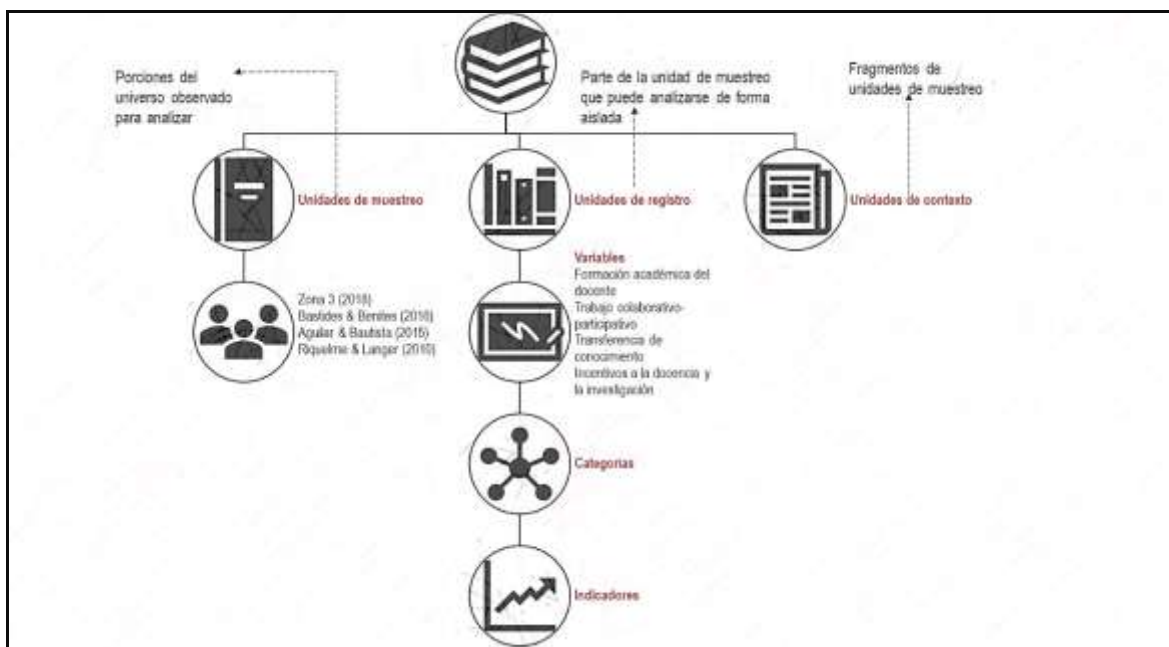 Porciones del
universo observado
para analizar
Parte de la unidad de muestreo
que puede analizarse de forma
aislada
Fragmentos de
unidades de muestreo
Unidades de muestreo
Unidades de registro
Unidades de contexto
Zona 3 (2018)
Bastides & Benites (2016)
Aguilar & Bautista (2015)
Riquelme & Langer (2010)
Variables
Formación académica del
docente
Trabajo colaborativo-
participativo
Transferencia de
conocimiento
Incentivos a la docencia y
la investigación
Categorías
Indicadores